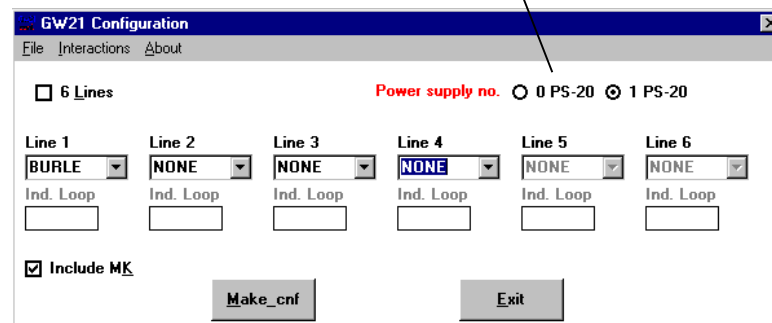 GW21 Configuration
File Interactions About
6 Lines Power supply no. 0 PS-20 1 PS-20
Line 1 Line 2 Line 3 Line 4 Line 5 Line 6
BURLE NONE NONE NONE NONE NONE
Ind. Loop Ind. Loop Ind. Loop Ind. Loop Ind. Loop Ind. Loop
Include MK
Make_cnf Exit